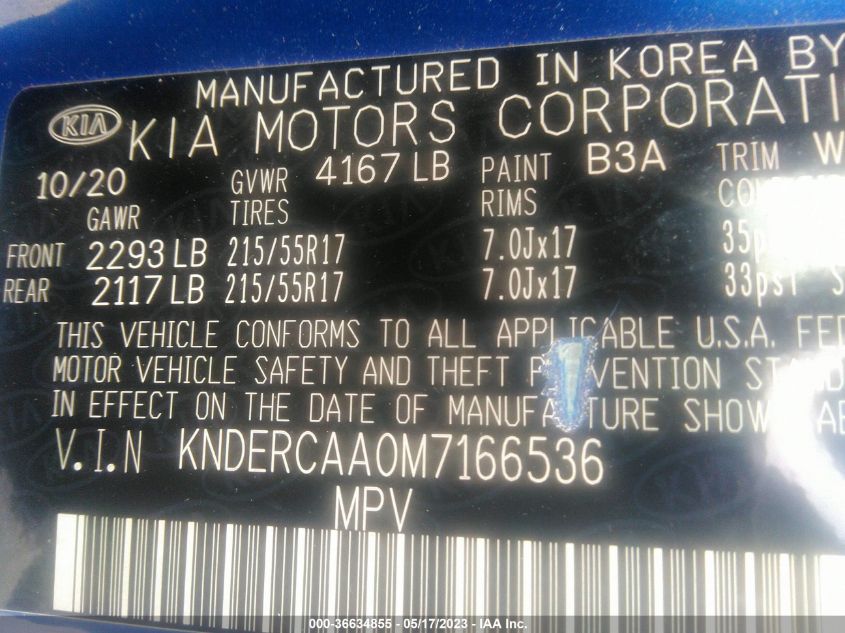 MANUFACTURED IN KOREA BY
KIA KIA MOTORS CORPORATI
10/20 GVWR 4167 LB PAINT B3A TRIM W
GAWR TIRES RIMS
FRONT 2293 LB 215/55R17 7.0Jx17
REAR 2117 LB 215/55R17 7.0Jx17 33psi S
THIS VEHICLE CONFORMS TO ALL APPLICABLE U.S.A. FED
MOTOR VEHICLE SAFETY AND THEFT
IN EFFECT ON THE DATE OF SHOW
V.I.N KNDERCAA0M7166536
MPV
000-36634855 - 05/17/2023 - IAA Inc.